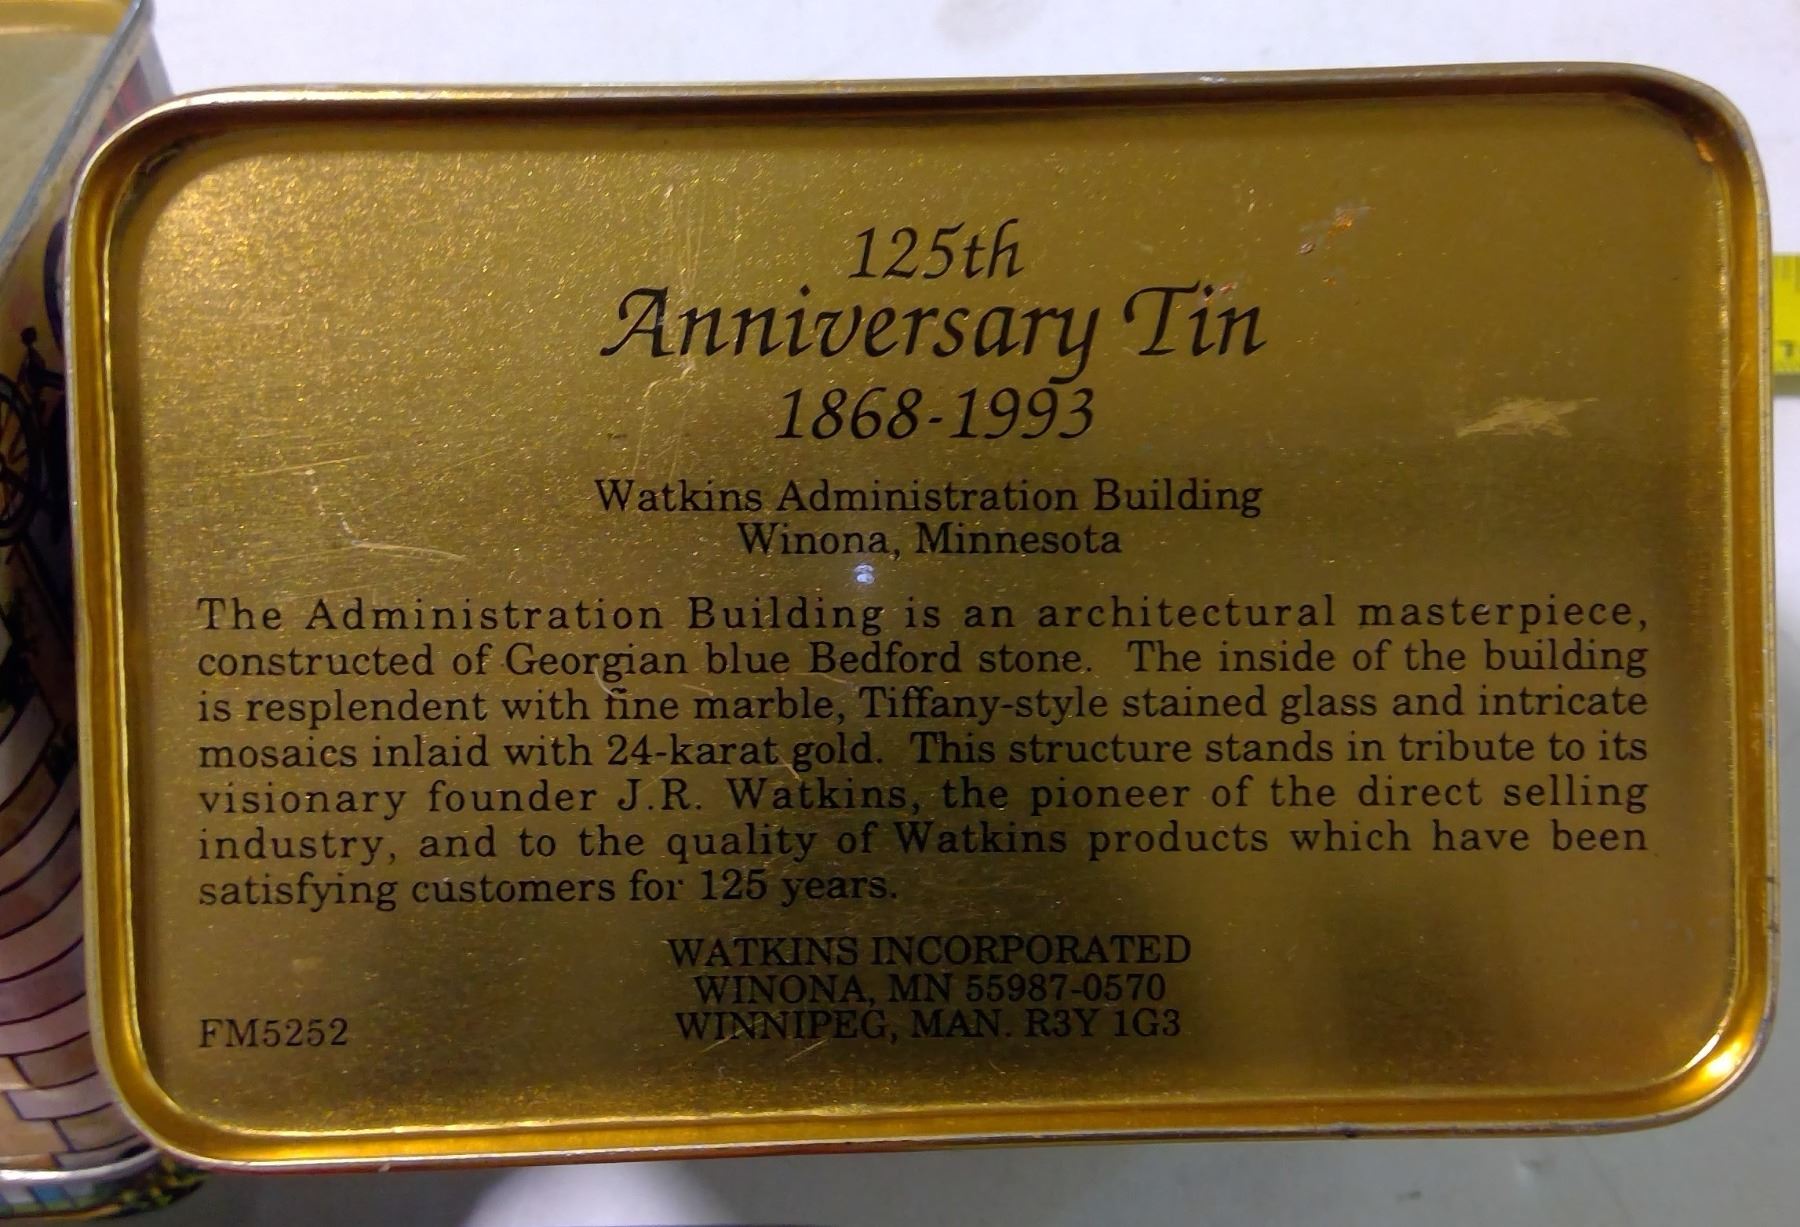 125th
Anniversary Tin
1868-1993
Watkins Administration Building
Winona, Minnesota
The Administration Building is an architectural masterpiece,
constructed of Georgian blue Bedford stone. The inside of the building
is resplendent with fine marble, Tiffany-style stained glass and intricate
mosaics inlaid with 24-karat gold. This structure stands in tribute to its
visionary founder J.R. Watkins, the pioneer of the direct selling
industry, and to the quality of Watkins products which have been
satisfying customers for 125 years.
WATKINS INCORPORATED
WINONA, MN 55987-0570
WINNIPEG, MAN. R3Y 1G3
FM5252